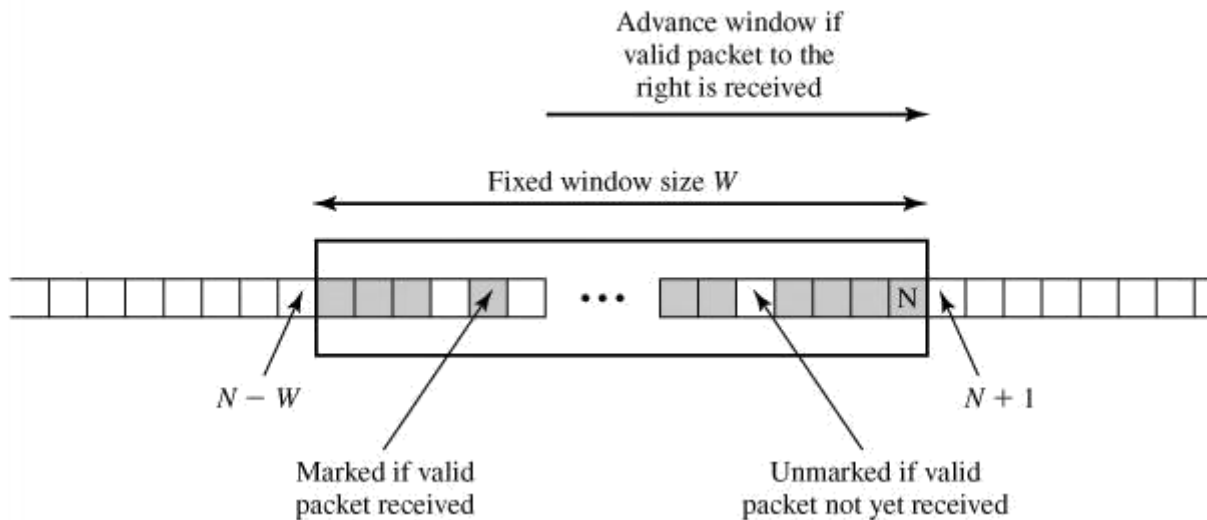 Advance window if
valid packet to the
right is received
Fixed window size W
N
N − W
N + 1
Marked if valid
packet received
Unmarked if valid
packet not yet received